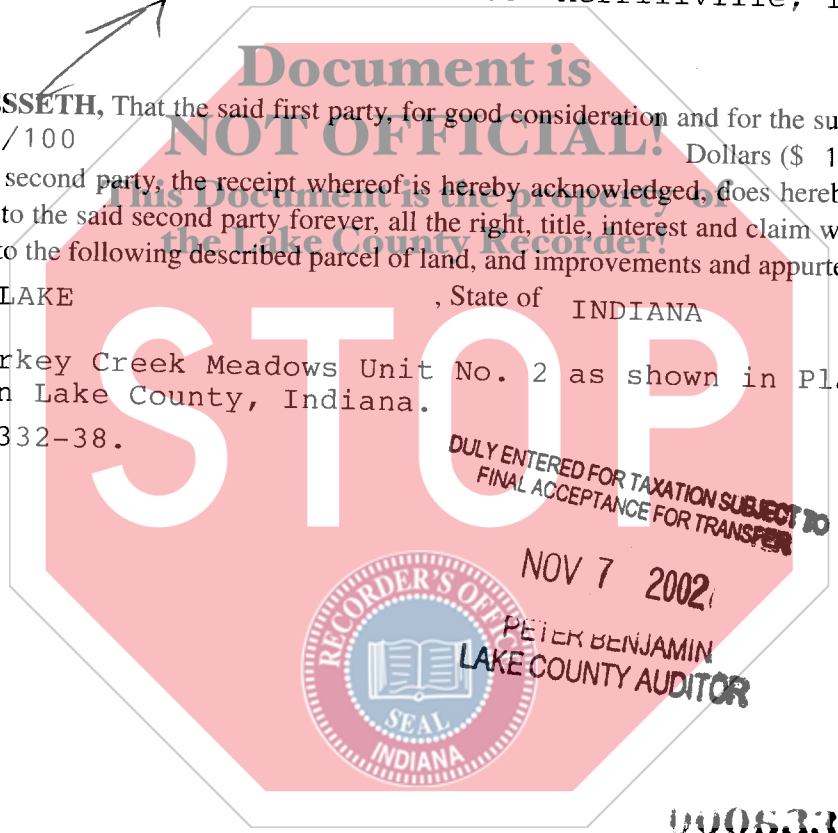 Document is
SSETH, That the said first party, for good consideration and for the su
/100
NOT OFFICIAL!
Dollars ($ 1
second party, the receipt whereof is hereby acknowledged, does hereb
This Document is the property of
to the said second party forever, all the right, title, interest and claim w
the Lake County Recorder!
to the following described parcel of land, and improvements and appurte
LAKE , State of INDIANA
STOP
rkey Creek Meadows Unit No. 2 as shown in Pla
n Lake County, Indiana.
332-38.
DULY ENTERED FOR TAXATION SUBJECT TO
FINAL ACCEPTANCE FOR TRANSFER
NOV 7 2002
PETER BENJAMIN
LAKE COUNTY AUDITOR
RECORDER'S OFFICE
SEAL
INDIANA